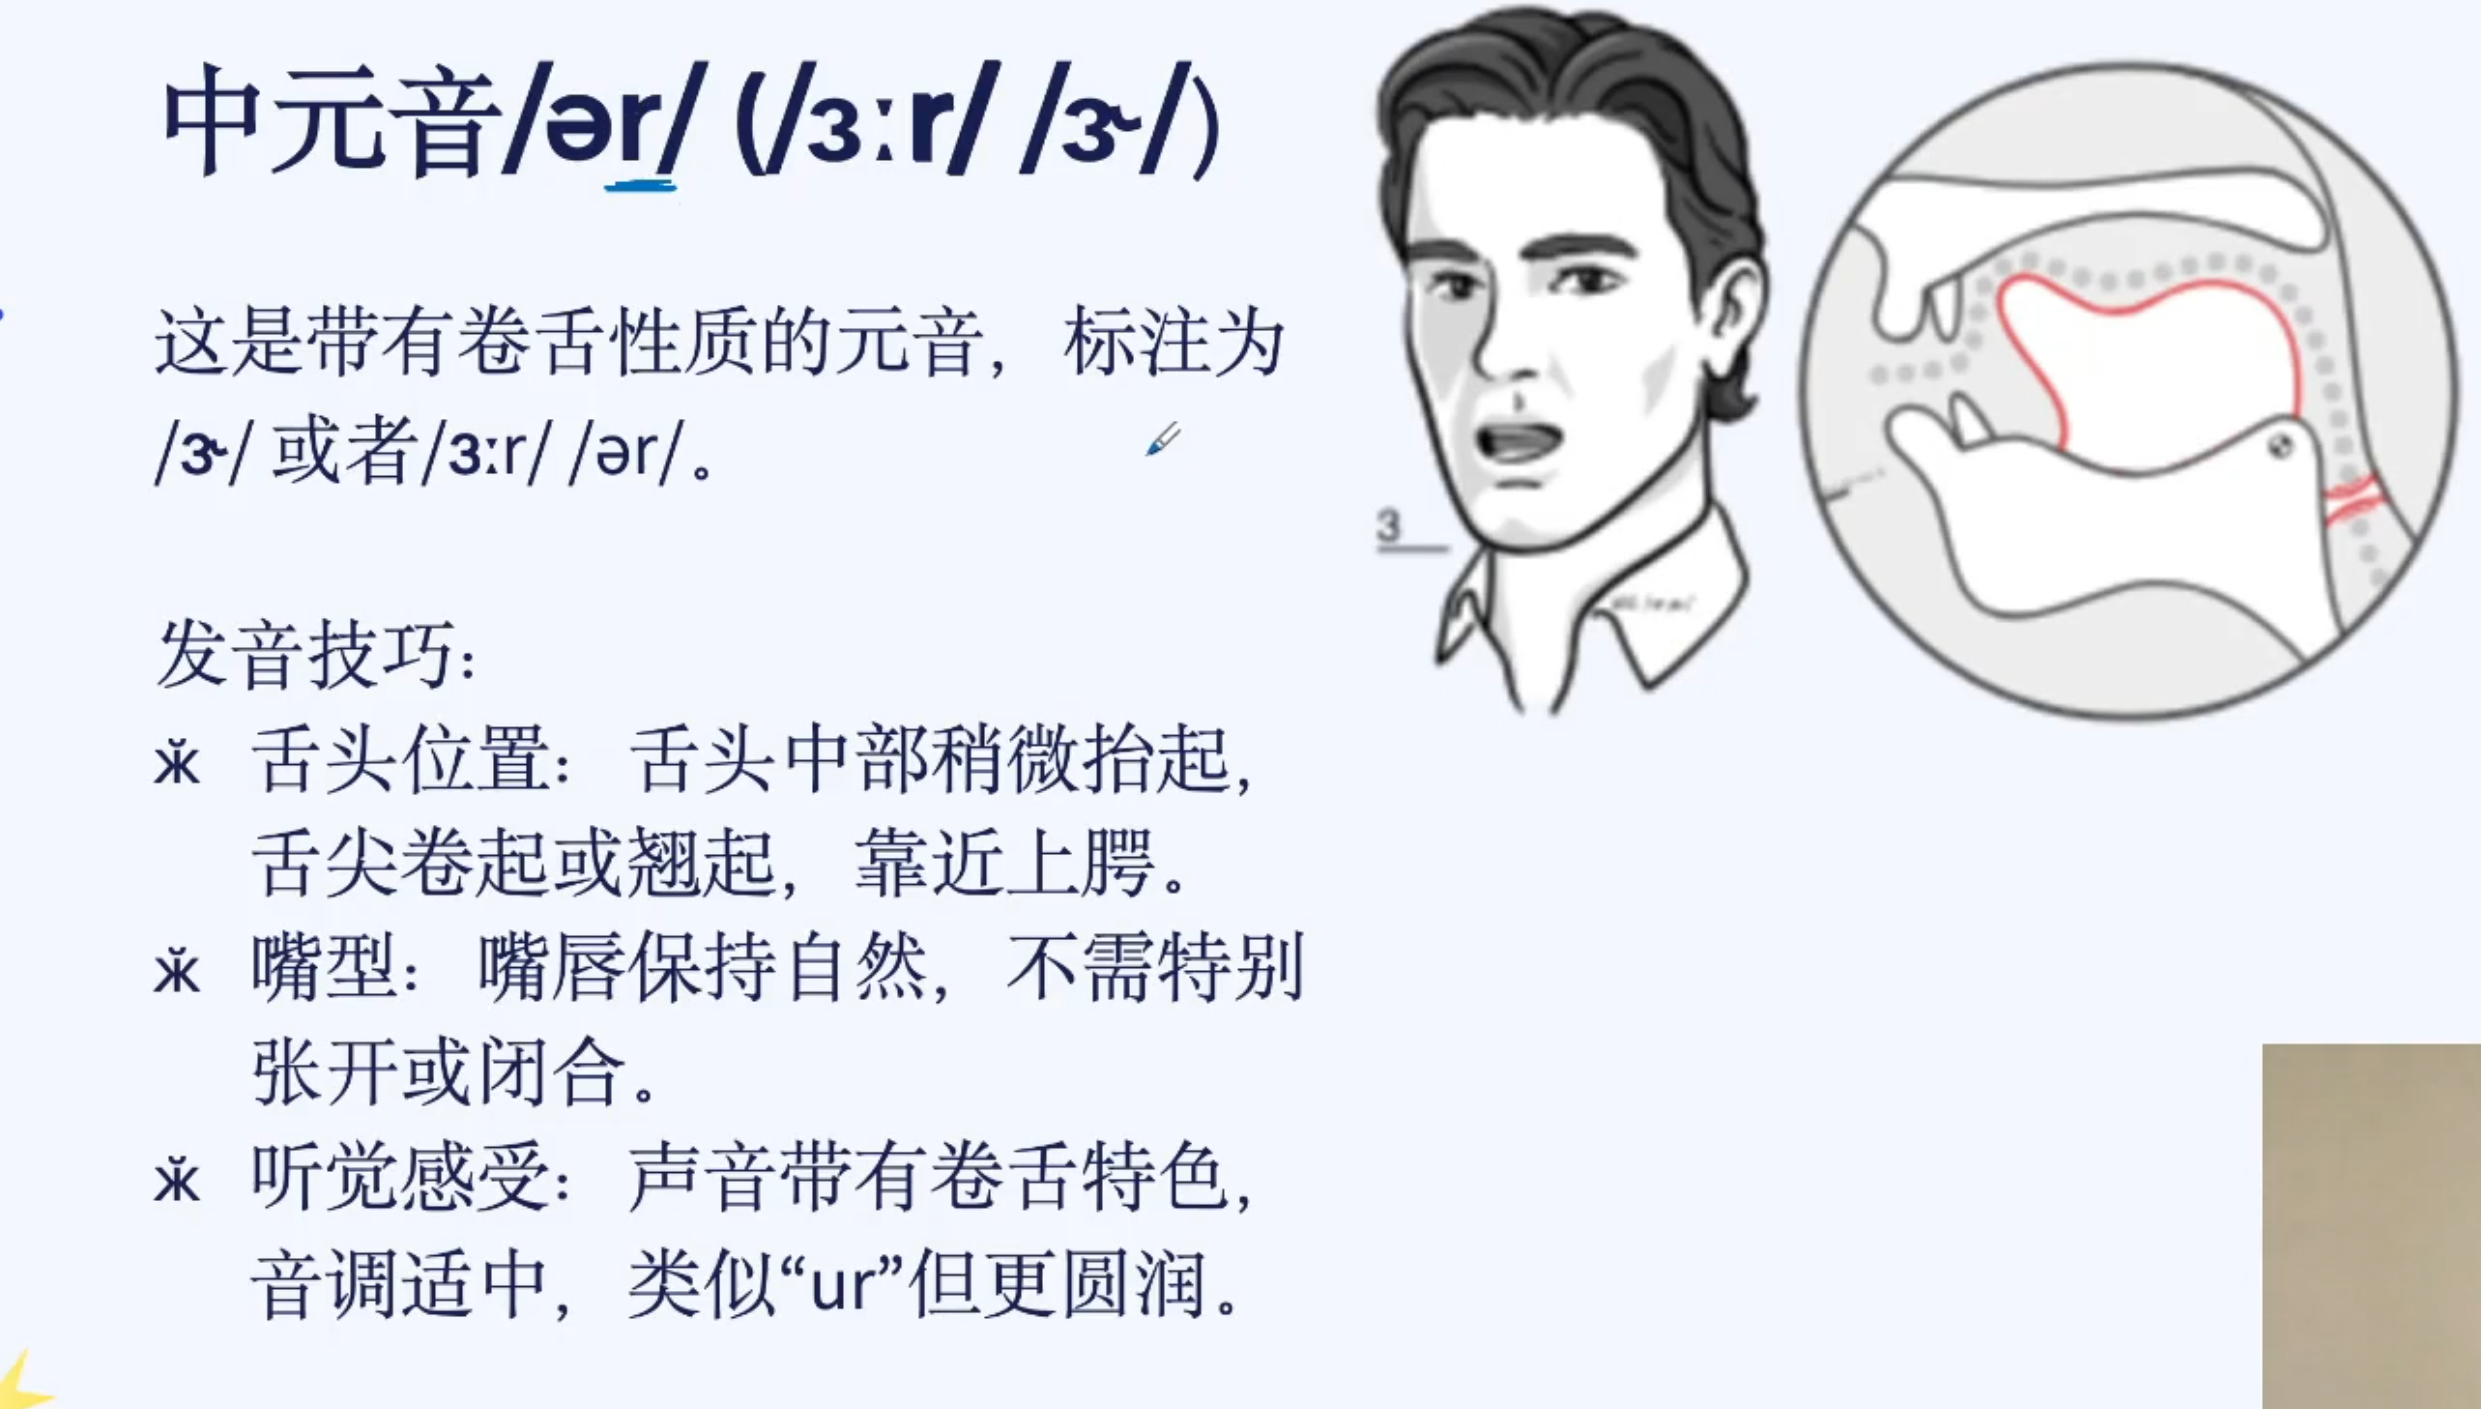 中元音/ər/ (/ɜːr/ /ɝ/)
这是带有卷舌性质的元音，标注为
/ɝ/ 或者/ɜːr/ /ər/。
3
发音技巧：
ӝ 舌头位置：舌头中部稍微抬起，
舌尖卷起或翘起，靠近上腭。
ӝ 嘴型：嘴唇保持自然，不需特别
张开或闭合。
ӝ 听觉感受：声音带有卷舌特色，
音调适中，类似“ur”但更圆润。